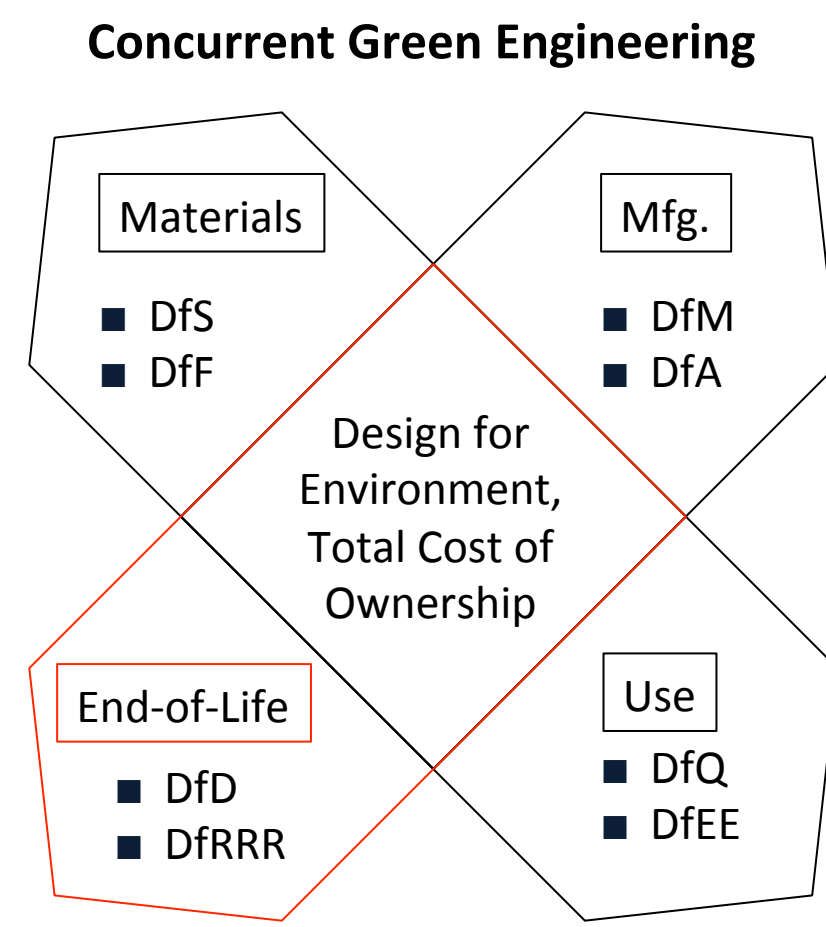 Concurrent Green Engineering
Materials
■ DfS
■ DfF
Mfg.
■ DfM
■ DfA
Design for
Environment,
Total Cost of
Ownership
End-of-Life
■ DfD
■ DfRRR
Use
■ DfQ
■ DfEE